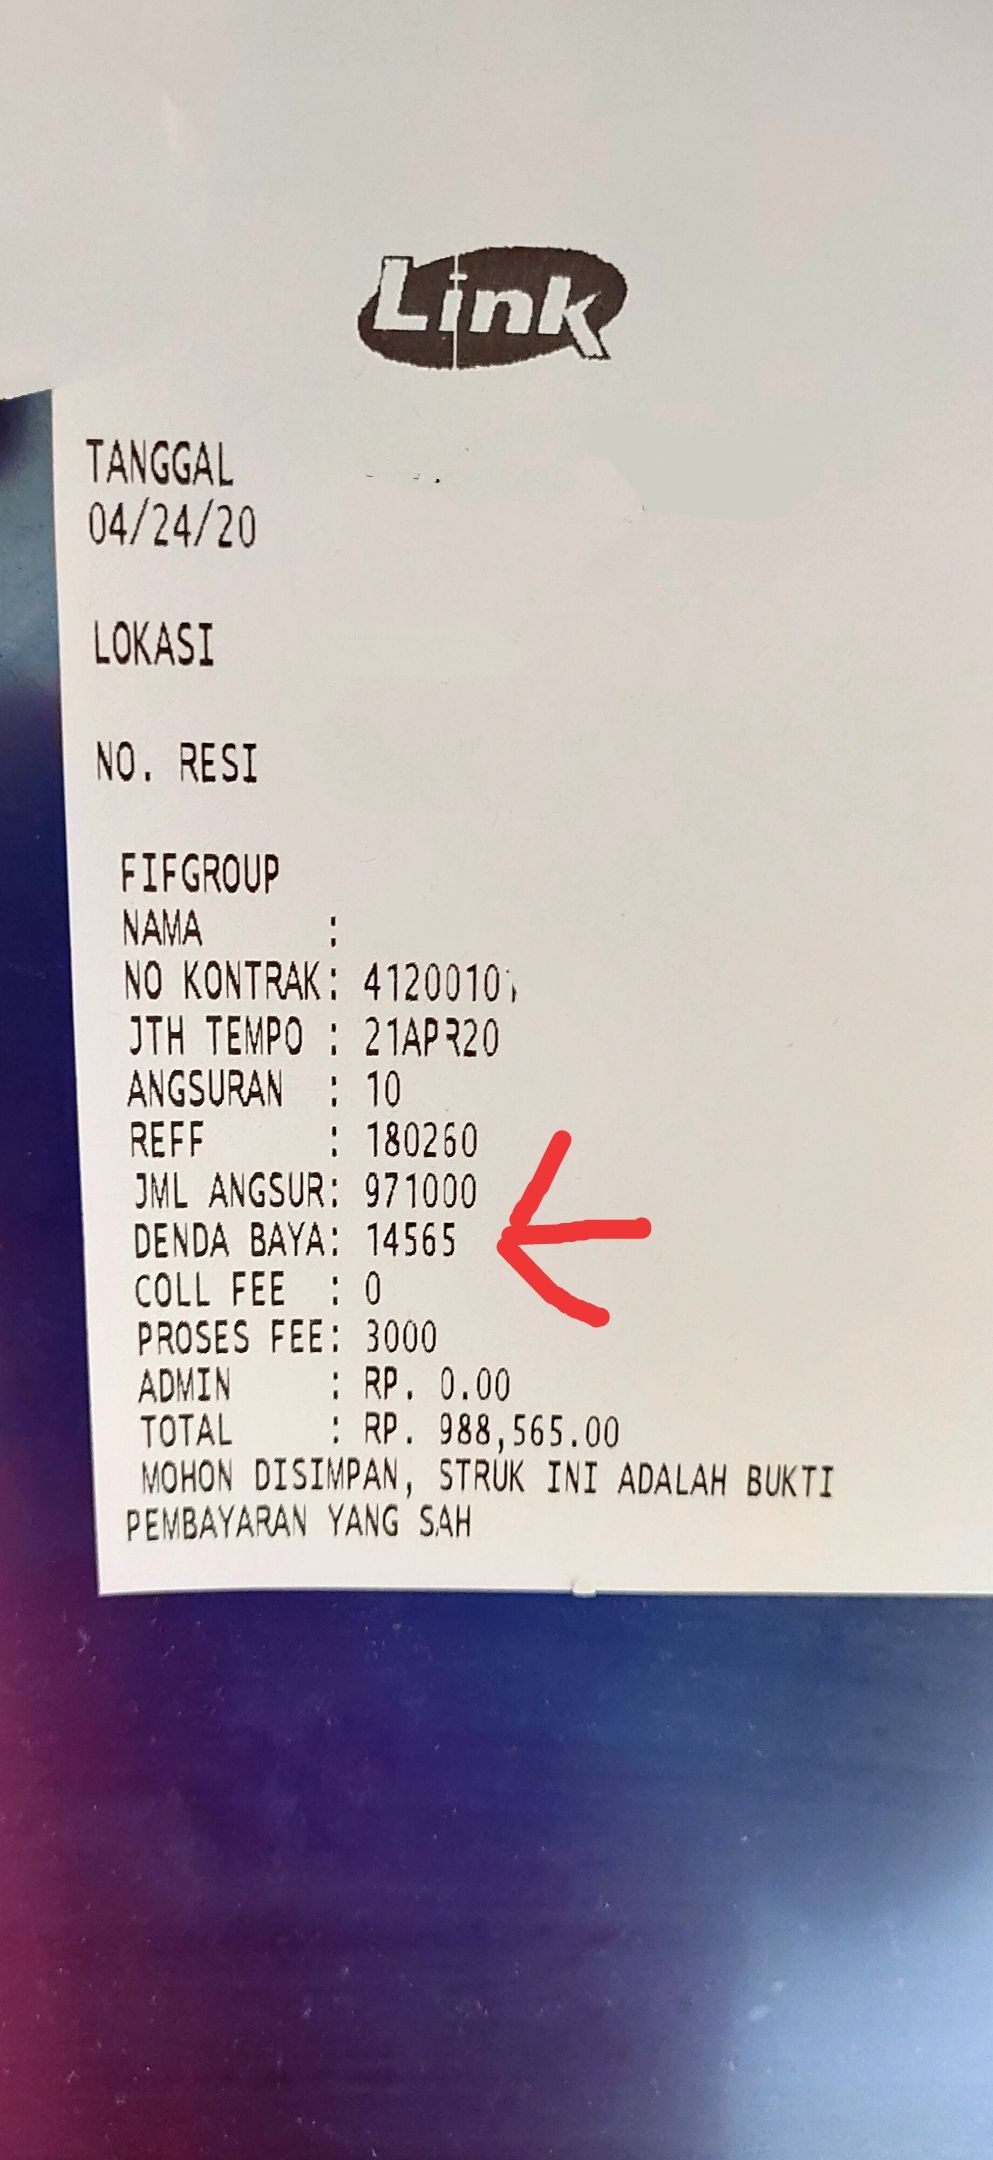 Link
TANGGAL
04/24/20
LOKASI
NO. RESI
FIFGROUP
NAMA :
NO KONTRAK:
JTH TEMPO : 21APR20
ANGSURAN : 10
REFF : 180260
JML ANGSUR: 971000
DENDA BAYA: 14565
COLL FEE : 0
PROSES FEE: 3000
ADMIN : RP. 0.00
TOTAL : RP. 988,565.00
MOHON DISIMPAN, STRUK INI ADALAH BUKTI
PEMBAYARAN YANG SAH